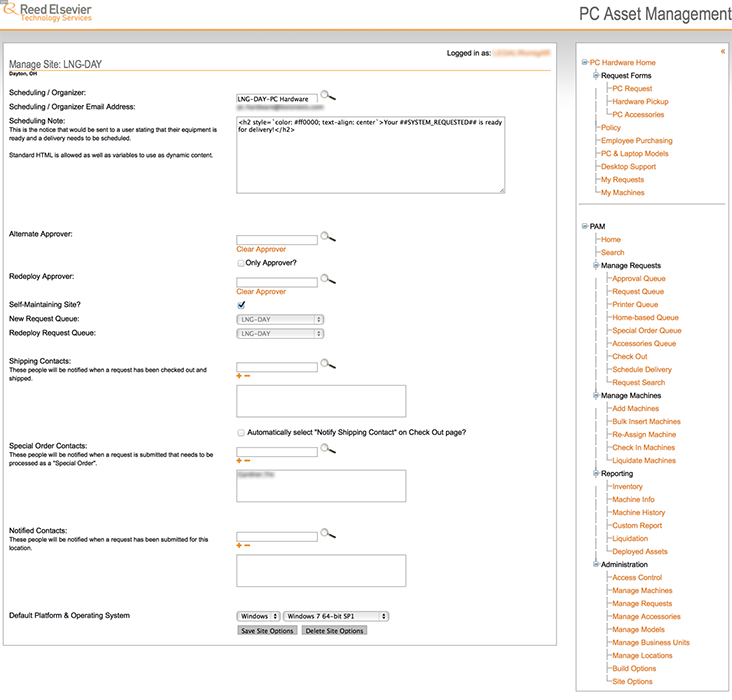 Reed Elsevier
Technology Services
PC Asset Management
Logged in as:
Manage Site: LNG-DAY
Dayton, OH
Scheduling / Organizer:
LNG-DAY-PC Hardware
Scheduling / Organizer Email Address:
Scheduling Note:
This is the notice that would be sent to a user stating that their equipment is
ready and a delivery needs to be scheduled.
Standard HTML is allowed as well as variables to use as dynamic content.
<h2 style=`color: #ff0000; text-align: center`>Your ##SYSTEM_REQUESTED## is ready
for delivery!</h2>
Alternate Approver:
Clear Approver
Only Approver?
Redeploy Approver:
Clear Approver
Self-Maintaining Site?
New Request Queue:
LNG-DAY
Redeploy Request Queue:
LNG-DAY
Shipping Contacts:
These people will be notified when a request has been checked out and
shipped.
Automatically select "Notify Shipping Contact" on Check Out page?
Special Order Contacts:
These people will be notified when a request is submitted that needs to be
processed as a "Special Order".
Notified Contacts:
These people will be notified when a request has been submitted for this
location.
Default Platform & Operating System
Windows
Windows 7 64-bit SP1
Save Site Options
Delete Site Options
«
PC Hardware Home
Request Forms
PC Request
Hardware Pickup
PC Accessories
Policy
Employee Purchasing
PC & Laptop Models
Desktop Support
My Requests
My Machines
PAM
Home
Search
Manage Requests
Approval Queue
Request Queue
Printer Queue
Home-based Queue
Special Order Queue
Accessories Queue
Check Out
Schedule Delivery
Request Search
Manage Machines
Add Machines
Bulk Insert Machines
Re-Assign Machine
Check In Machines
Liquidate Machines
Reporting
Inventory
Machine Info
Machine History
Custom Report
Liquidation
Deployed Assets
Administration
Access Control
Manage Machines
Manage Requests
Manage Accessories
Manage Models
Manage Business Units
Manage Locations
Build Options
Site Options